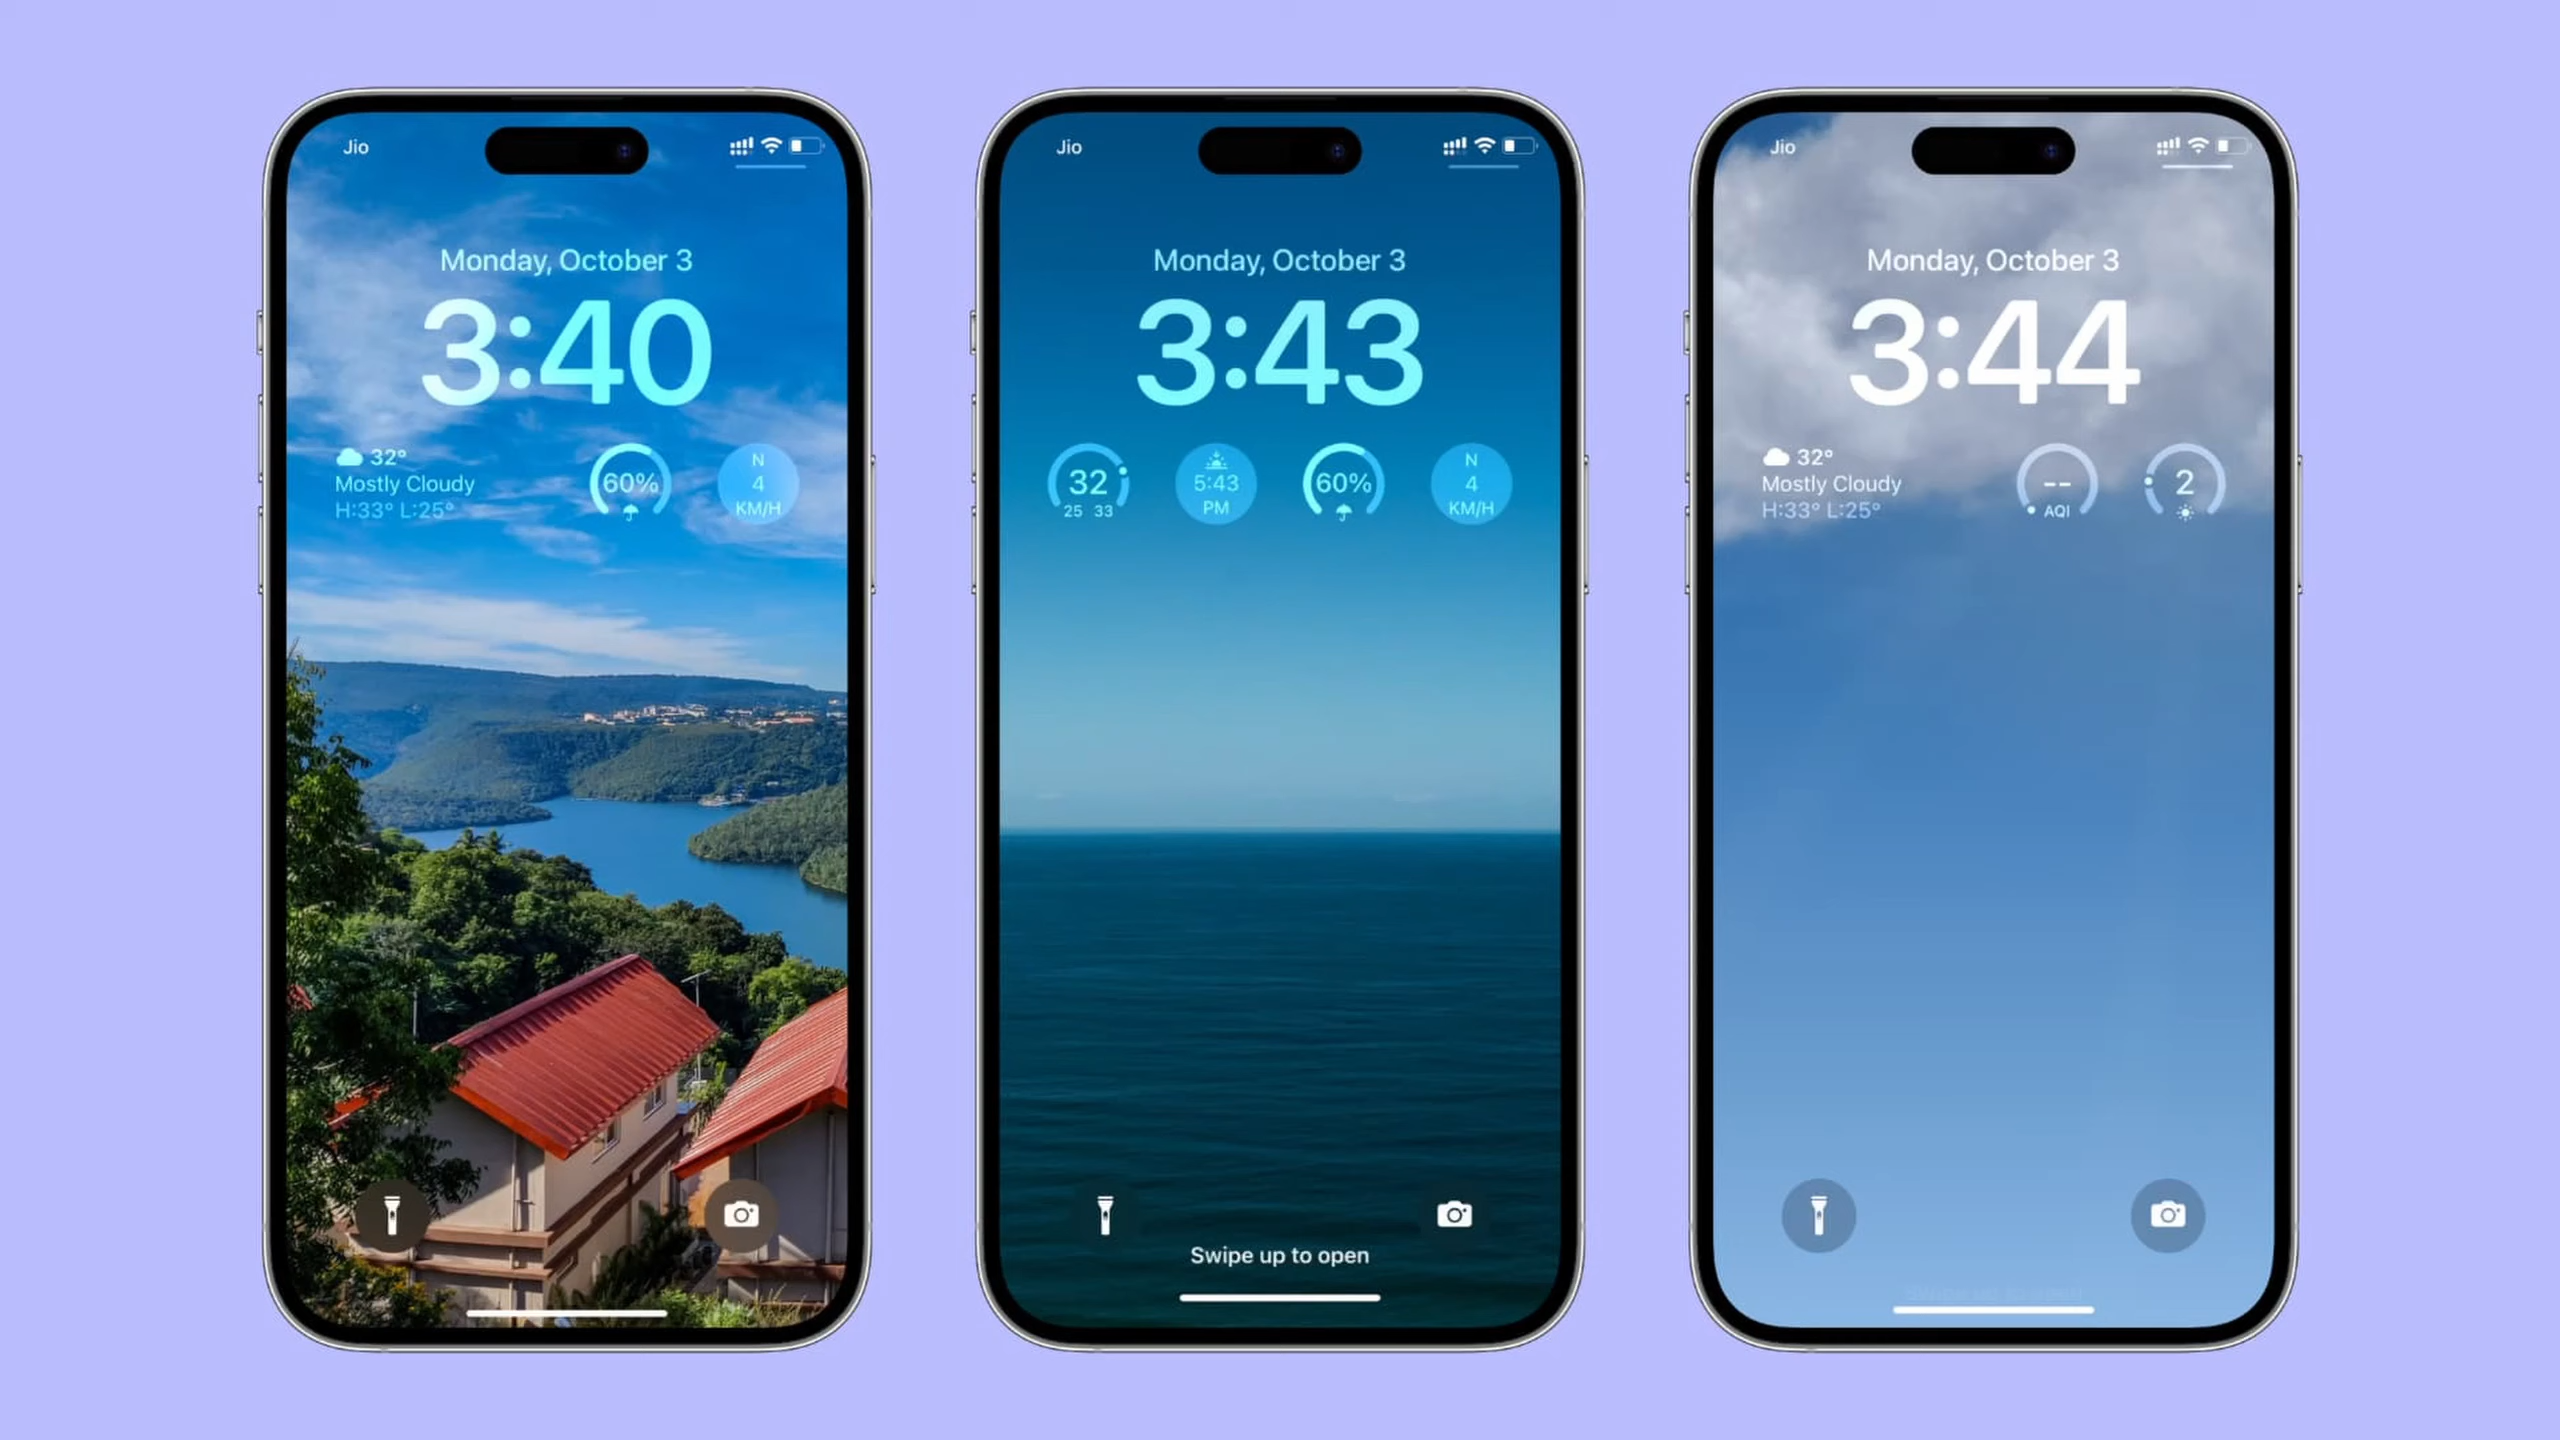 Jio
Monday, October 3
3:40
32°
Mostly Cloudy
H:33° L:25°
60%
N
4
KM/H
Jio
Monday, October 3
3:43
32
25 33
5:43
PM
60%
N
4
KM/H
Swipe up to open
Jio
Monday, October 3
3:44
32°
Mostly Cloudy
H:33° L:25°
--
AQI
2